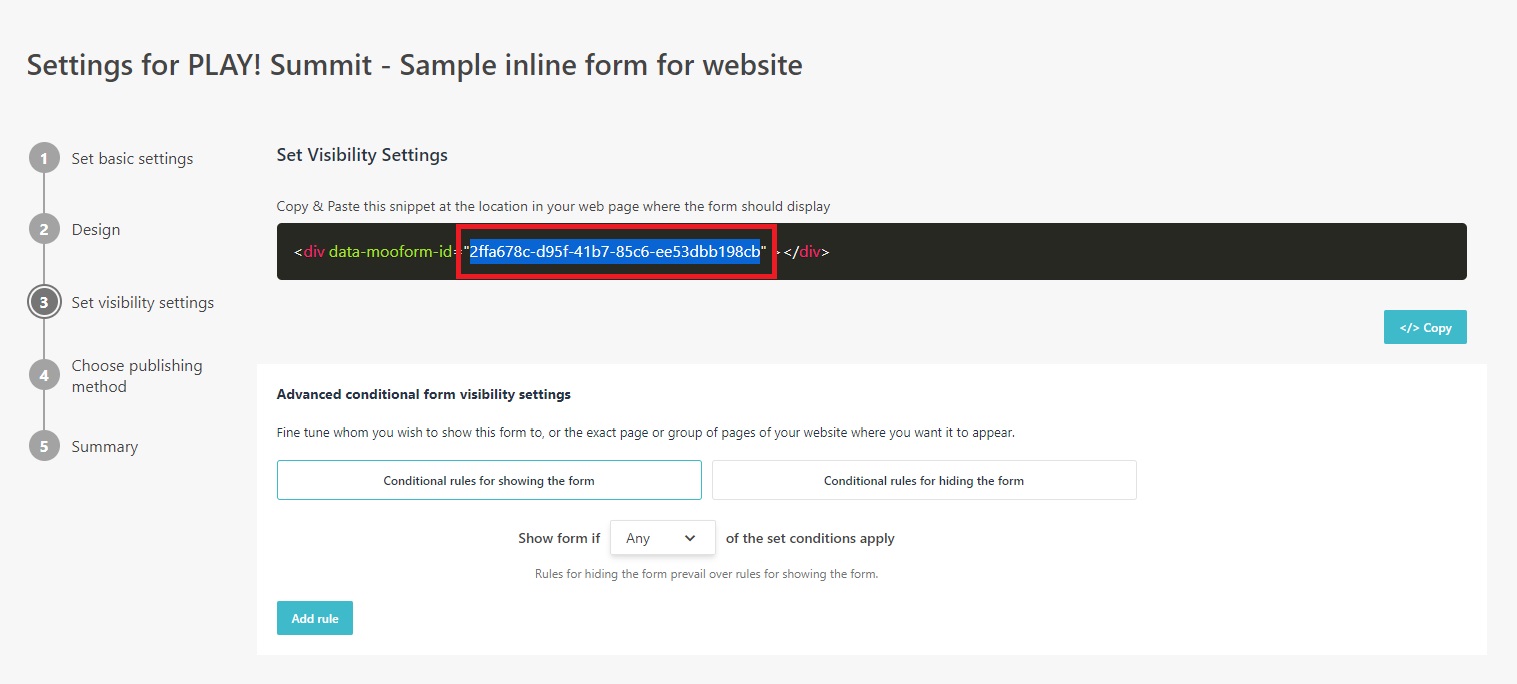 Settings for PLAY! Summit - Sample inline form for website
1 Set basic settings
2 Design
3 Set visibility settings
4 Choose publishing
method
5 Summary
Set Visibility Settings
Copy & Paste this snippet at the location in your web page where the form should display
<div data-mooform-id="2ffa678c-d95f-41b7-85c6-ee53dbb198cb" ></div>
</> Copy
Advanced conditional form visibility settings
Fine tune whom you wish to show this form to, or the exact page or group of pages of your website where you want it to appear.
Conditional rules for showing the form
Conditional rules for hiding the form
Show form if Any of the set conditions apply
Rules for hiding the form prevail over rules for showing the form.
Add rule